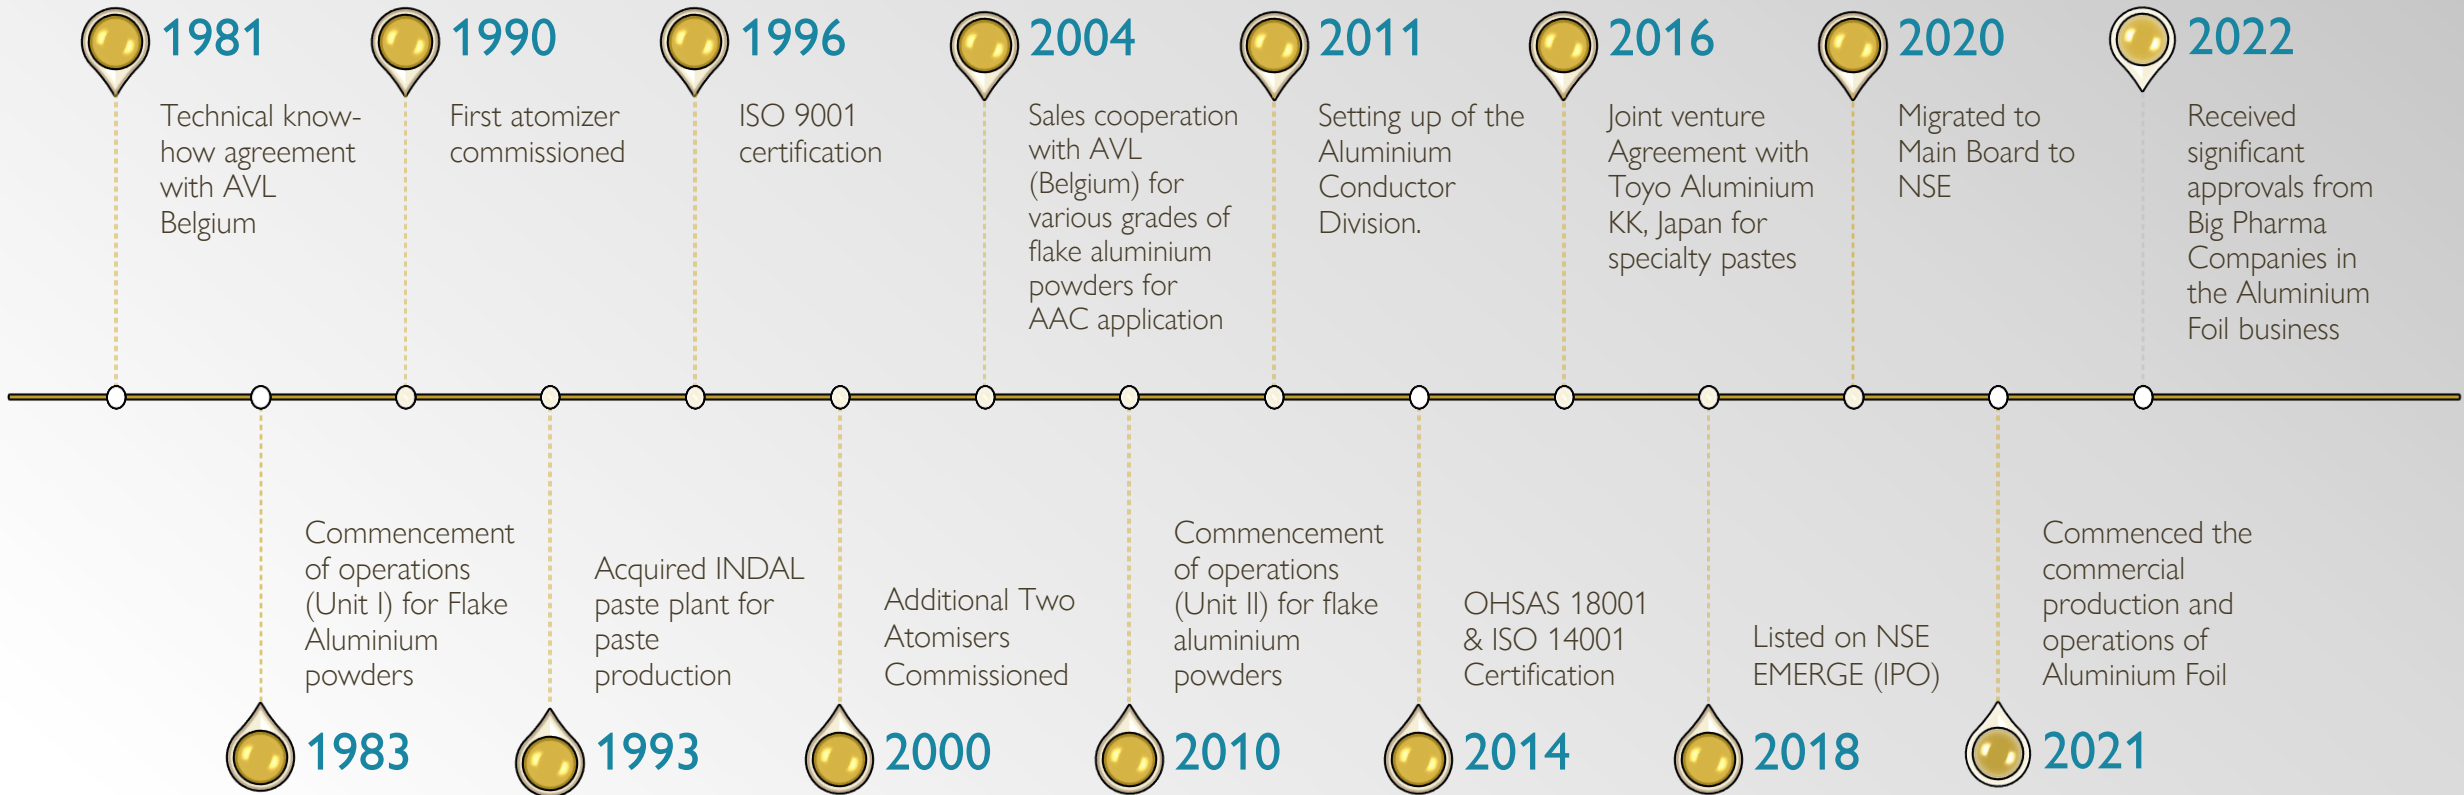 1981
Technical know-
how agreement
with AVL
Belgium
1990
First atomizer
commissioned
1996
ISO 9001
certification
2004
Sales cooperation
with AVL
(Belgium) for
various grades of
flake aluminium
powders for
AAC application
2011
Setting up of the
Aluminium
Conductor
Division.
2016
Joint venture
Agreement with
Toyo Aluminium
KK, Japan for
specialty pastes
2020
Migrated to
Main Board to
NSE
2022
Received
significant
approvals from
Big Pharma
Companies in
the Aluminium
Foil business
Commencement
of operations
(Unit I) for Flake
Aluminium
powders
1983
Acquired INDAL
paste plant for
paste
production
1993
Additional Two
Atomisers
Commissioned
2000
Commencement
of operations
(Unit II) for flake
aluminium
powders
2010
OHSAS 18001
& ISO 14001
Certification
2014
Listed on NSE
EMERGE (IPO)
2018
Commenced the
commercial
production and
operations of
Aluminium Foil
2021